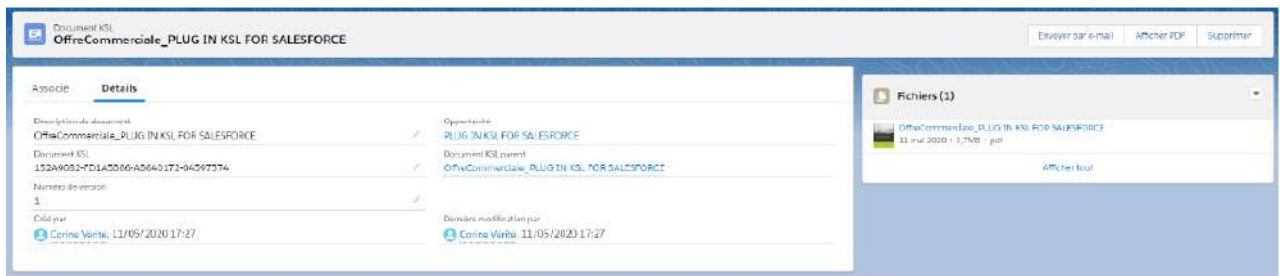 Document KSL
OffreCommerciale_PLUG IN KSL FOR SALESFORCE
Envoyer par e-mail
Afficher PDF
Supprimer
Associé
Détails
Description du document
OffreCommerciale_PLUG IN KSL FOR SALESFORCE
Opportunité
PLUG IN KSL FOR SALESFORCE
Document KSL
Document KSL parent
OffreCommerciale_PLUG IN KSL FOR SALESFORCE
Numéro de version
1
Créé par
Corine Vérité, 11/05/2020 17:27
Dernière modification par
Corine Vérité, 11/05/2020 17:27
Fichiers (1)
OffreCommerciale_PLUG IN KSL FOR SALESFORCE
11 mai 2020 • 3,7MB • pdf
Afficher tout